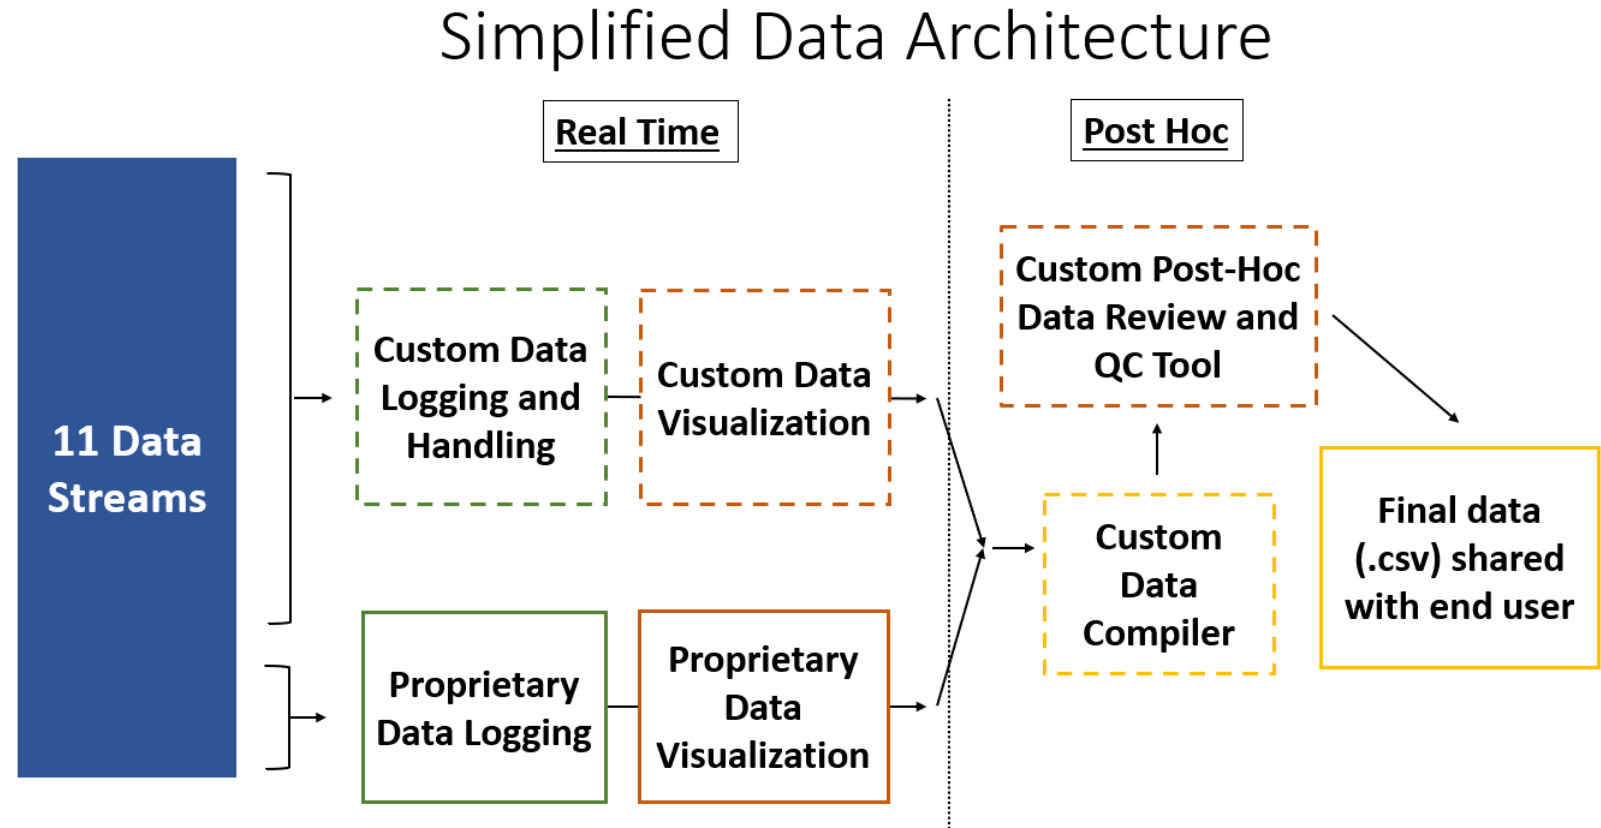 Simplified Data Architecture
Real Time
Post Hoc
11 Data
Streams
Custom Data
Logging and
Handling
Custom Data
Visualization
Proprietary
Data Logging
Proprietary
Data
Visualization
Custom Post-Hoc
Data Review and
QC Tool
Custom
Data
Compiler
Final data
(.csv) shared
with end user